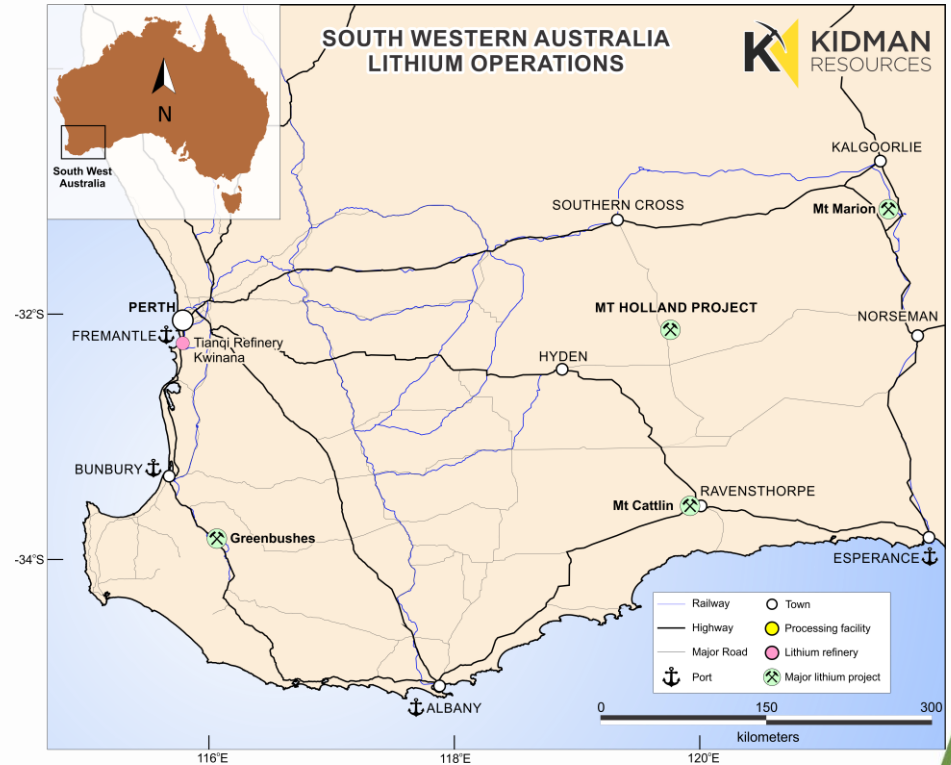 SOUTH WESTERN AUSTRALIA
LITHIUM OPERATIONS
KIDMAN
RESOURCES
N
South West
Australia
KALGOORLIE
Mt Marion
SOUTHERN CROSS
MT HOLLAND PROJECT
PERTH
-32°S
FREMANTLE
NORSEMAN
Tianqi Refinery
Kwinana
HYDEN
BUNBURY
RAVENSTHORPE
Mt Cattlin
Greenbushes
-34°S
ESPERANCE
ALBANY
Railway
Town
Highway
Processing facility
Major Road
Lithium refinery
Port
Major lithium project
0
150
300
kilometers
116°E
118°E
120°E